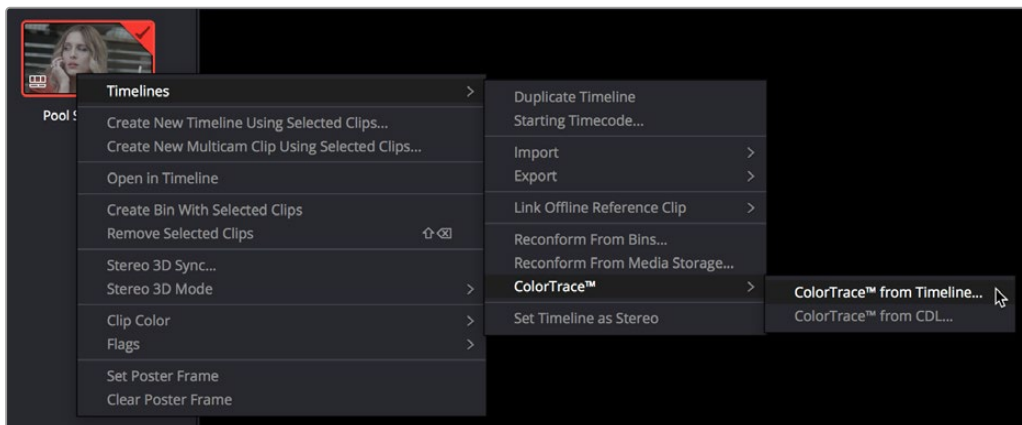 Pool S
Timelines
Create New Timeline Using Selected Clips...
Create New Multicam Clip Using Selected Clips...
Open in Timeline
Create Bin With Selected Clips
Remove Selected Clips
Stereo 3D Sync...
Stereo 3D Mode
Clip Color
Flags
Set Poster Frame
Clear Poster Frame
Duplicate Timeline
Starting Timecode...
Import
Export
Link Offline Reference Clip
Reconform From Bins...
Reconform From Media Storage...
ColorTrace™
Set Timeline as Stereo
ColorTrace™ from Timeline...
ColorTrace™ from CDL...